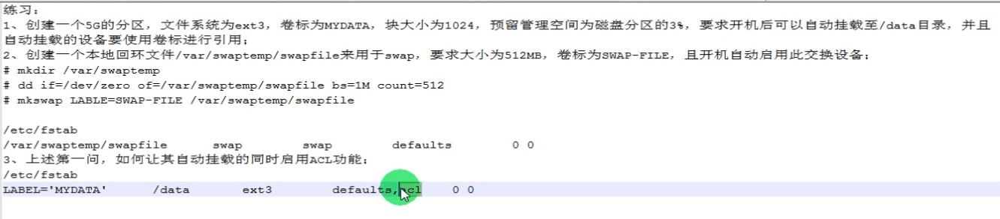 练习：
1、创建一个5G的分区，文件系统为ext3，卷标为MYDATA，块大小为1024，预留管理空间为磁盘分区的3%，要求开机后可以自动挂载至/data目录，并且
自动挂载的设备要使用卷标进行引用；
2、创建一个本地回环文件/var/swaptemp/swapfile来用于swap，要求大小为512MB，卷标为SWAP-FILE，且开机自动启用此交换设备；
# mkdir /var/swaptemp
# dd if=/dev/zero of=/var/swaptemp/swapfile bs=1M count=512
# mkswap LABLE=SWAP-FILE /var/swaptemp/swapfile
/etc/fstab
/var/swaptemp/swapfile swap swap defaults 0 0
3、上述第一问，如何让其自动挂载的同时启用ACL功能；
/etc/fstab
LABEL='MYDATA' /data ext3 defaults,acl 0 0